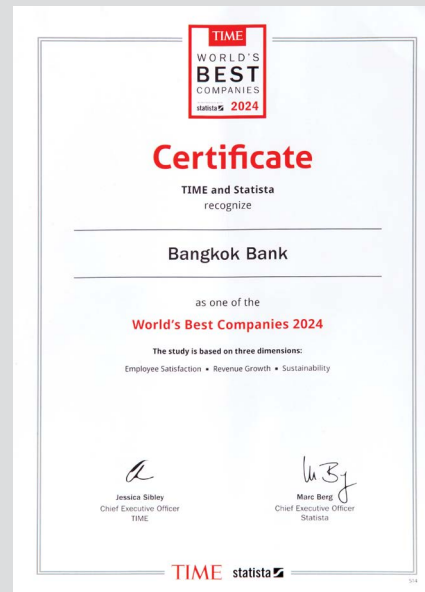 TIME
WORLD'S
BEST
COMPANIES
statista 2024
Certificate
TIME and Statista
recognize
Bangkok Bank
as one of the
World's Best Companies 2024
The study is based on three dimensions:
Employee Satisfaction • Revenue Growth • Sustainability
Jessica Sibley
Chief Executive Officer
TIME
Marc Berg
Chief Executive Officer
Statista
TIME statista